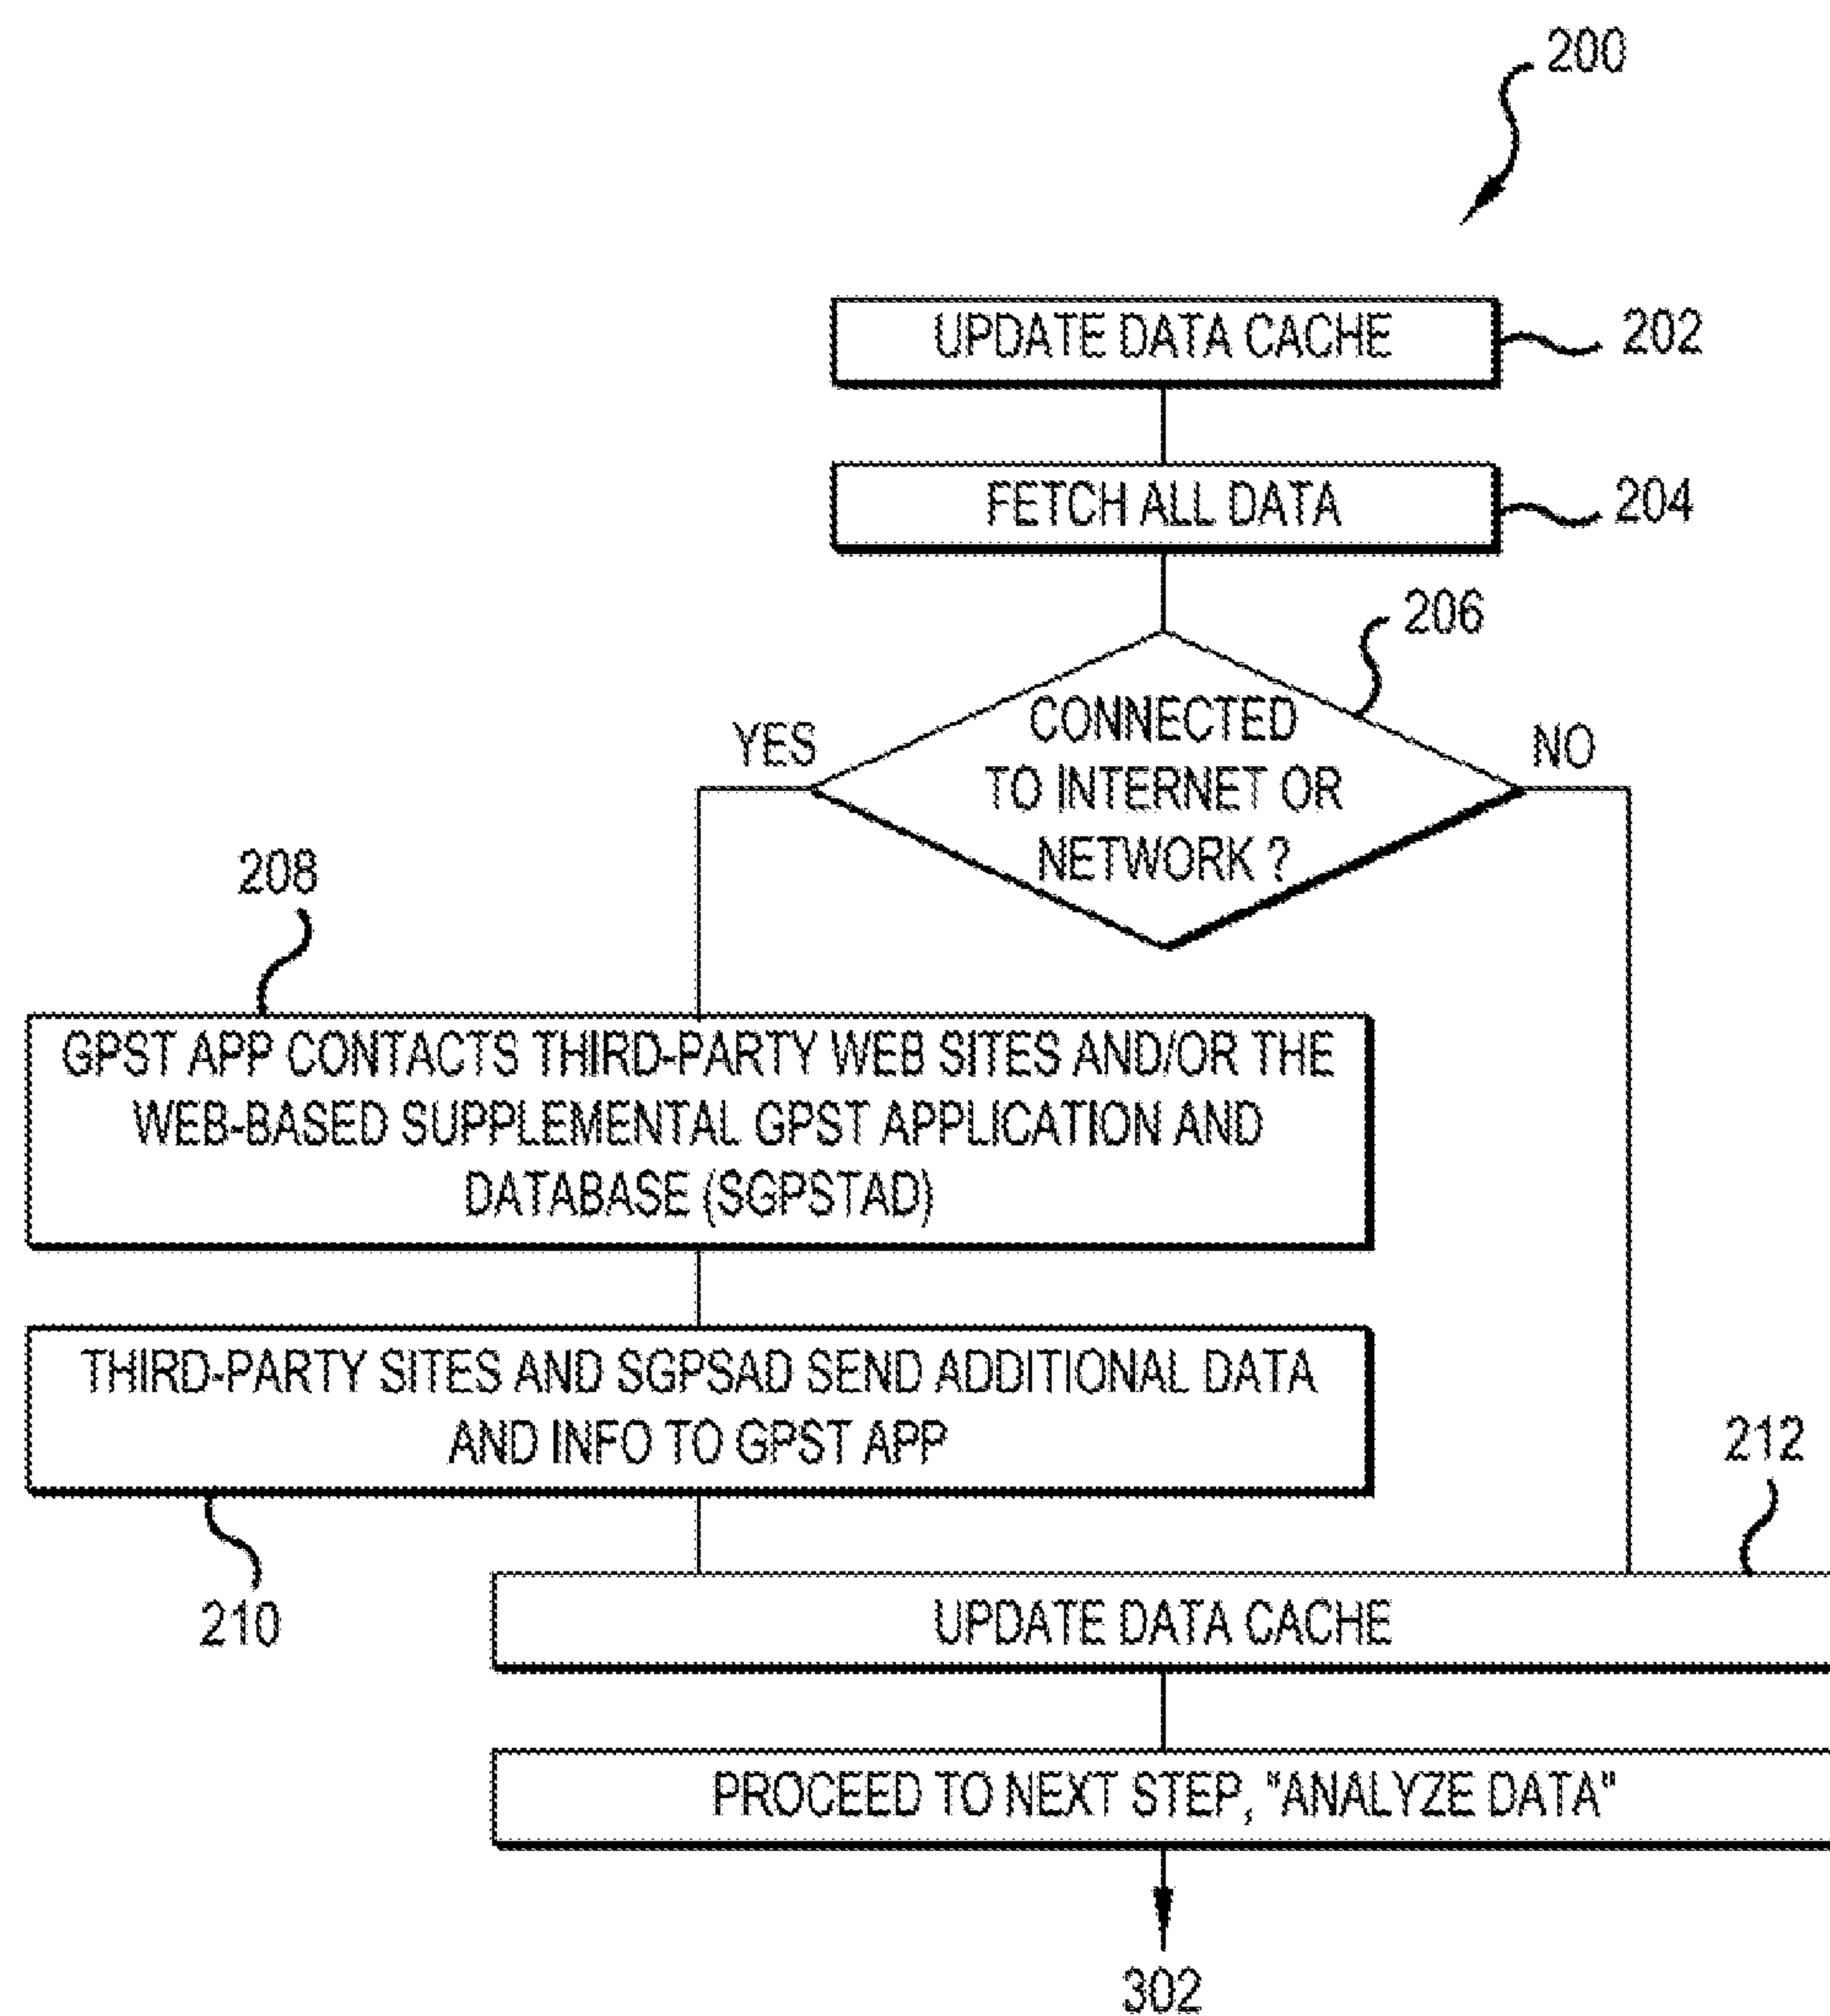 200
UPDATE DATA CACHE
202
FETCH ALL DATA
204
206
CONNECTED
TO INTERNET OR
NETWORK ?
YES
NO
208
GPST APP CONTACTS THIRD-PARTY WEB SITES AND/OR THE
WEB-BASED SUPPLEMENTAL GPST APPLICATION AND
DATABASE (SGPSTAD)
THIRD-PARTY SITES AND SGPSAD SEND ADDITIONAL DATA
AND INFO TO GPST APP
210
212
UPDATE DATA CACHE
PROCEED TO NEXT STEP, "ANALYZE DATA"
302